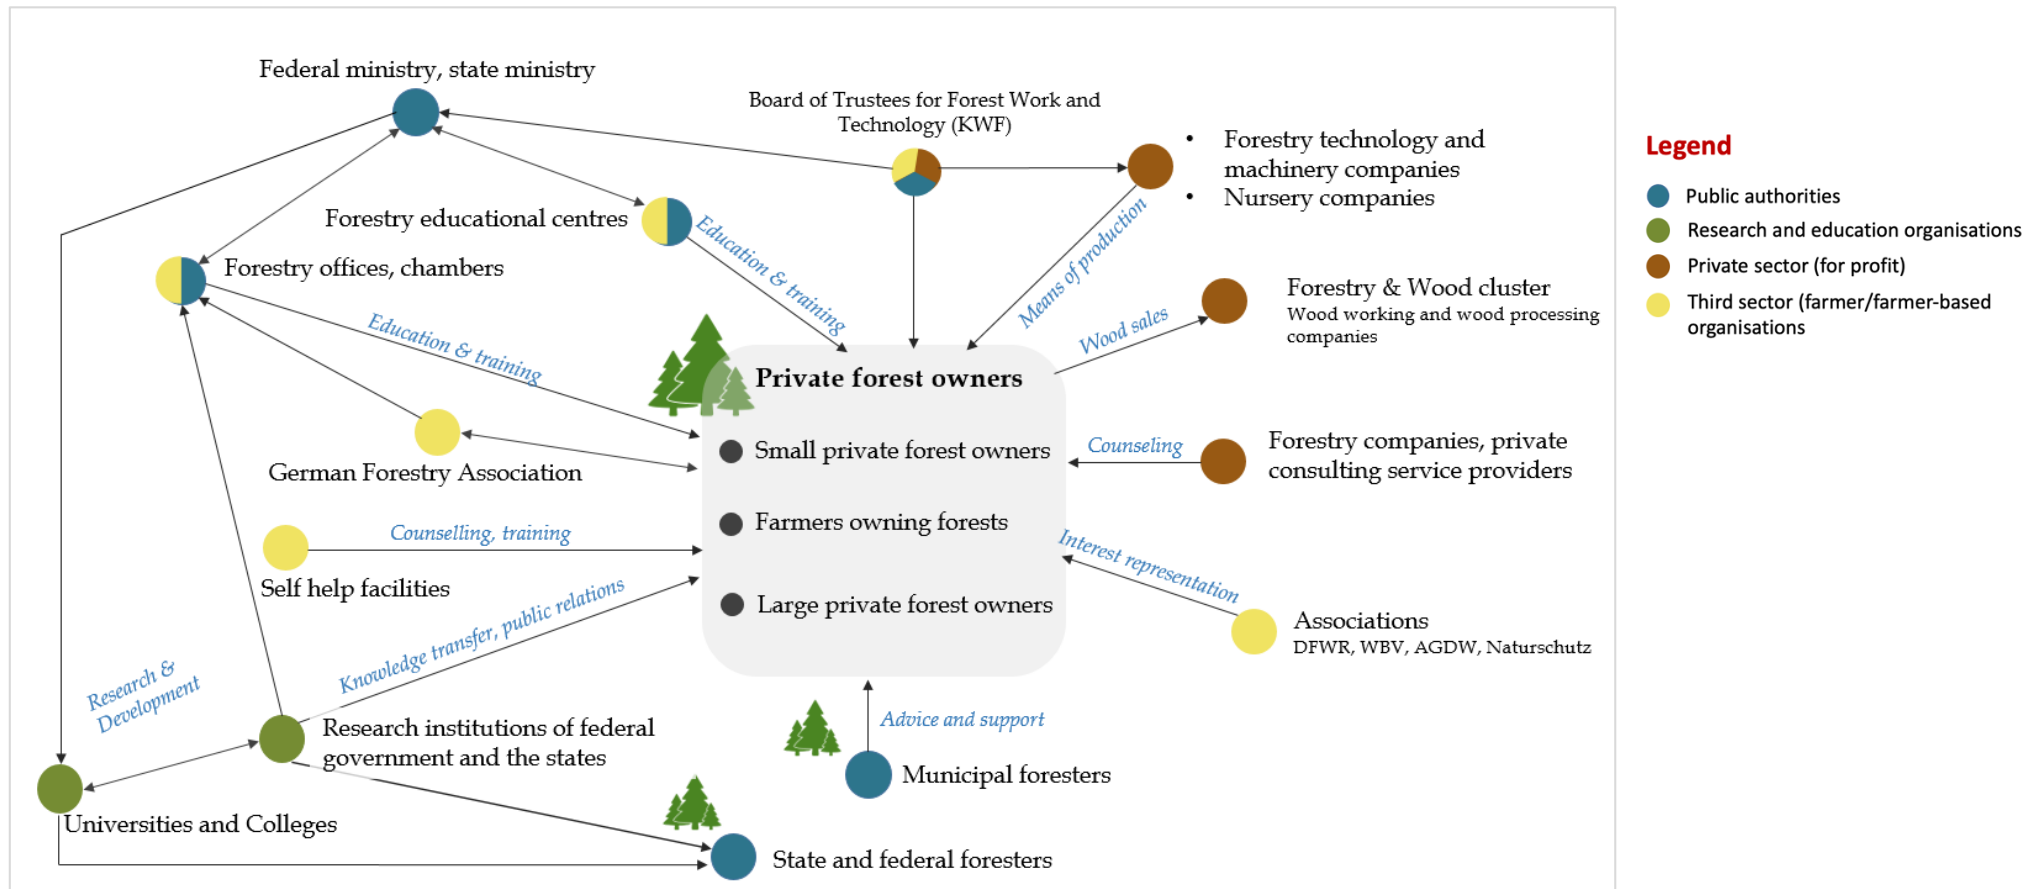 Federal ministry, state ministry
Board of Trustees for Forest Work and
Technology (KWF)
• Forestry technology and
machinery companies
• Nursery companies
Legend
Public authorities
Research and education organisations
Private sector (for profit)
Third sector (farmer/farmer-based
organisations
Forestry educational centres
Education & training
Means of production
Forestry offices, chambers
Education & training
Wood sales
Forestry & Wood cluster
Wood working and wood processing
companies
Private forest owners
Small private forest owners
Farmers owning forests
Large private forest owners
German Forestry Association
Counseling
Forestry companies, private
consulting service providers
Counselling, training
Self help facilities
Interest representation
Associations
DFWR, WBV, AGDW, Naturschutz
Knowledge transfer, public relations
Research &
Development
Research institutions of federal
government and the states
Advice and support
Municipal foresters
Universities and Colleges
State and federal foresters